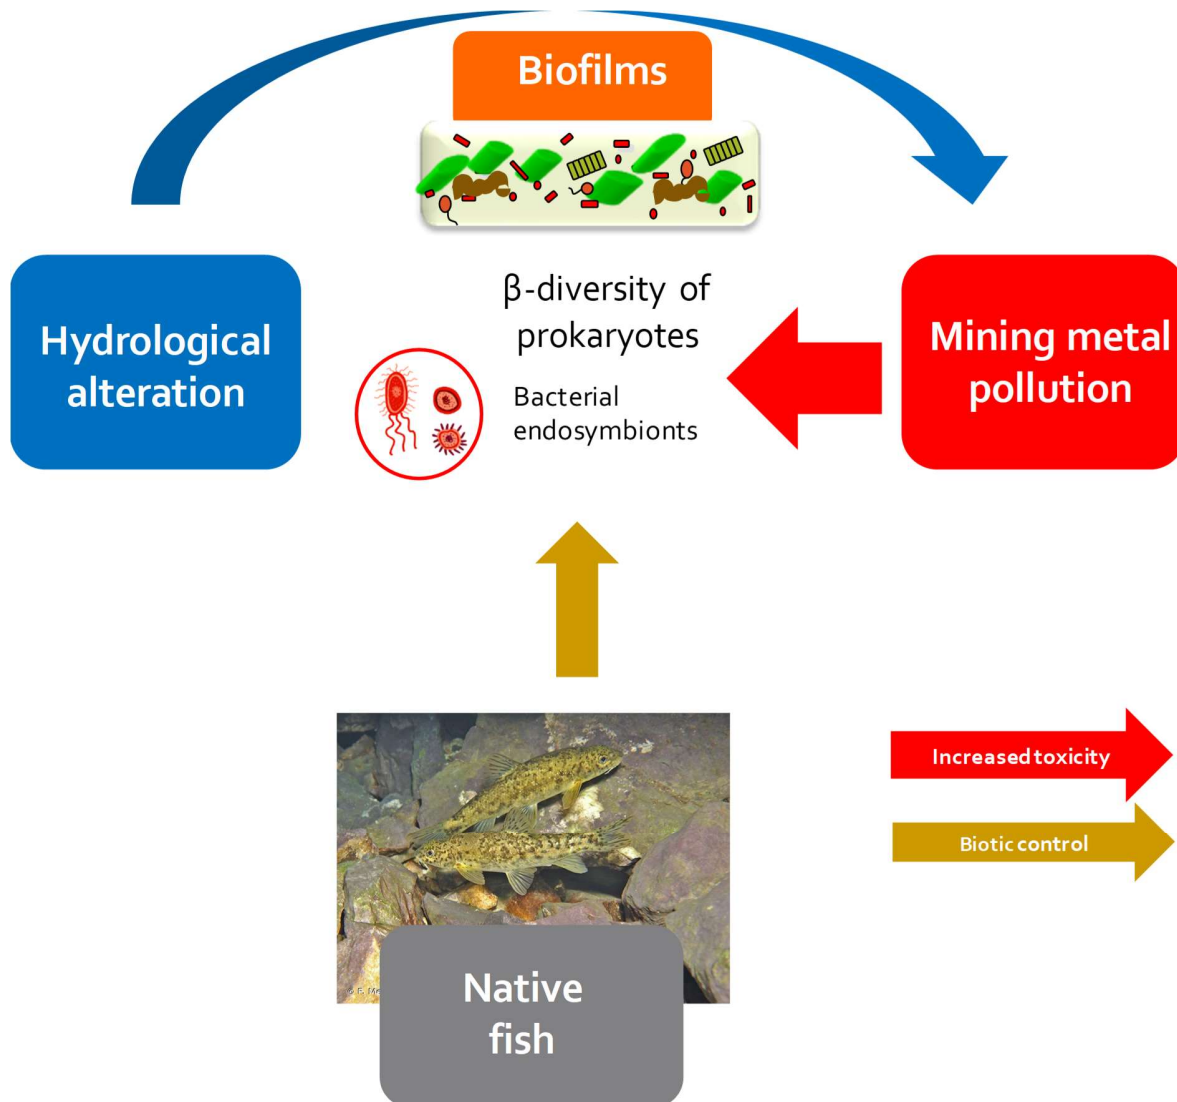 Biofilms
Hydrological
alteration
β-diversity of
prokaryotes
Bacterial
endosymbionts
Mining metal
pollution
Increased toxicity
Biotic control
© E. M
Native
fish